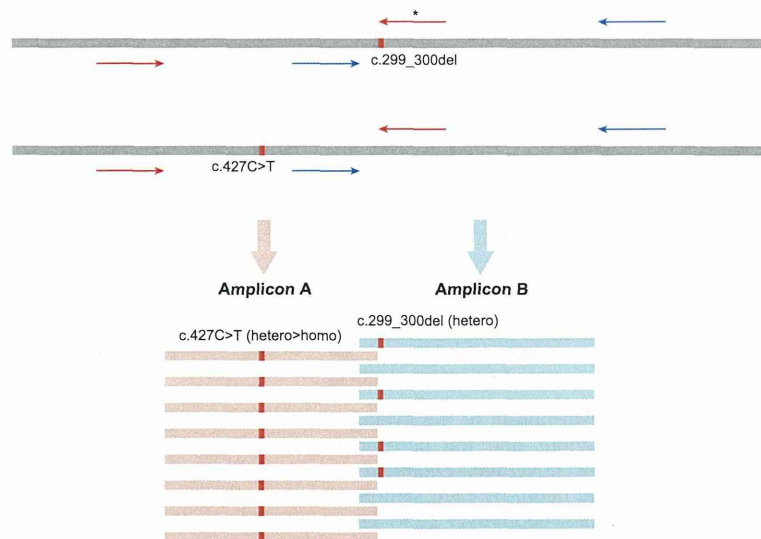 *
c.299_300del
c.427C>T
Amplicon A
Amplicon B
c.299_300del (hetero)
c.427C>T (hetero>homo)